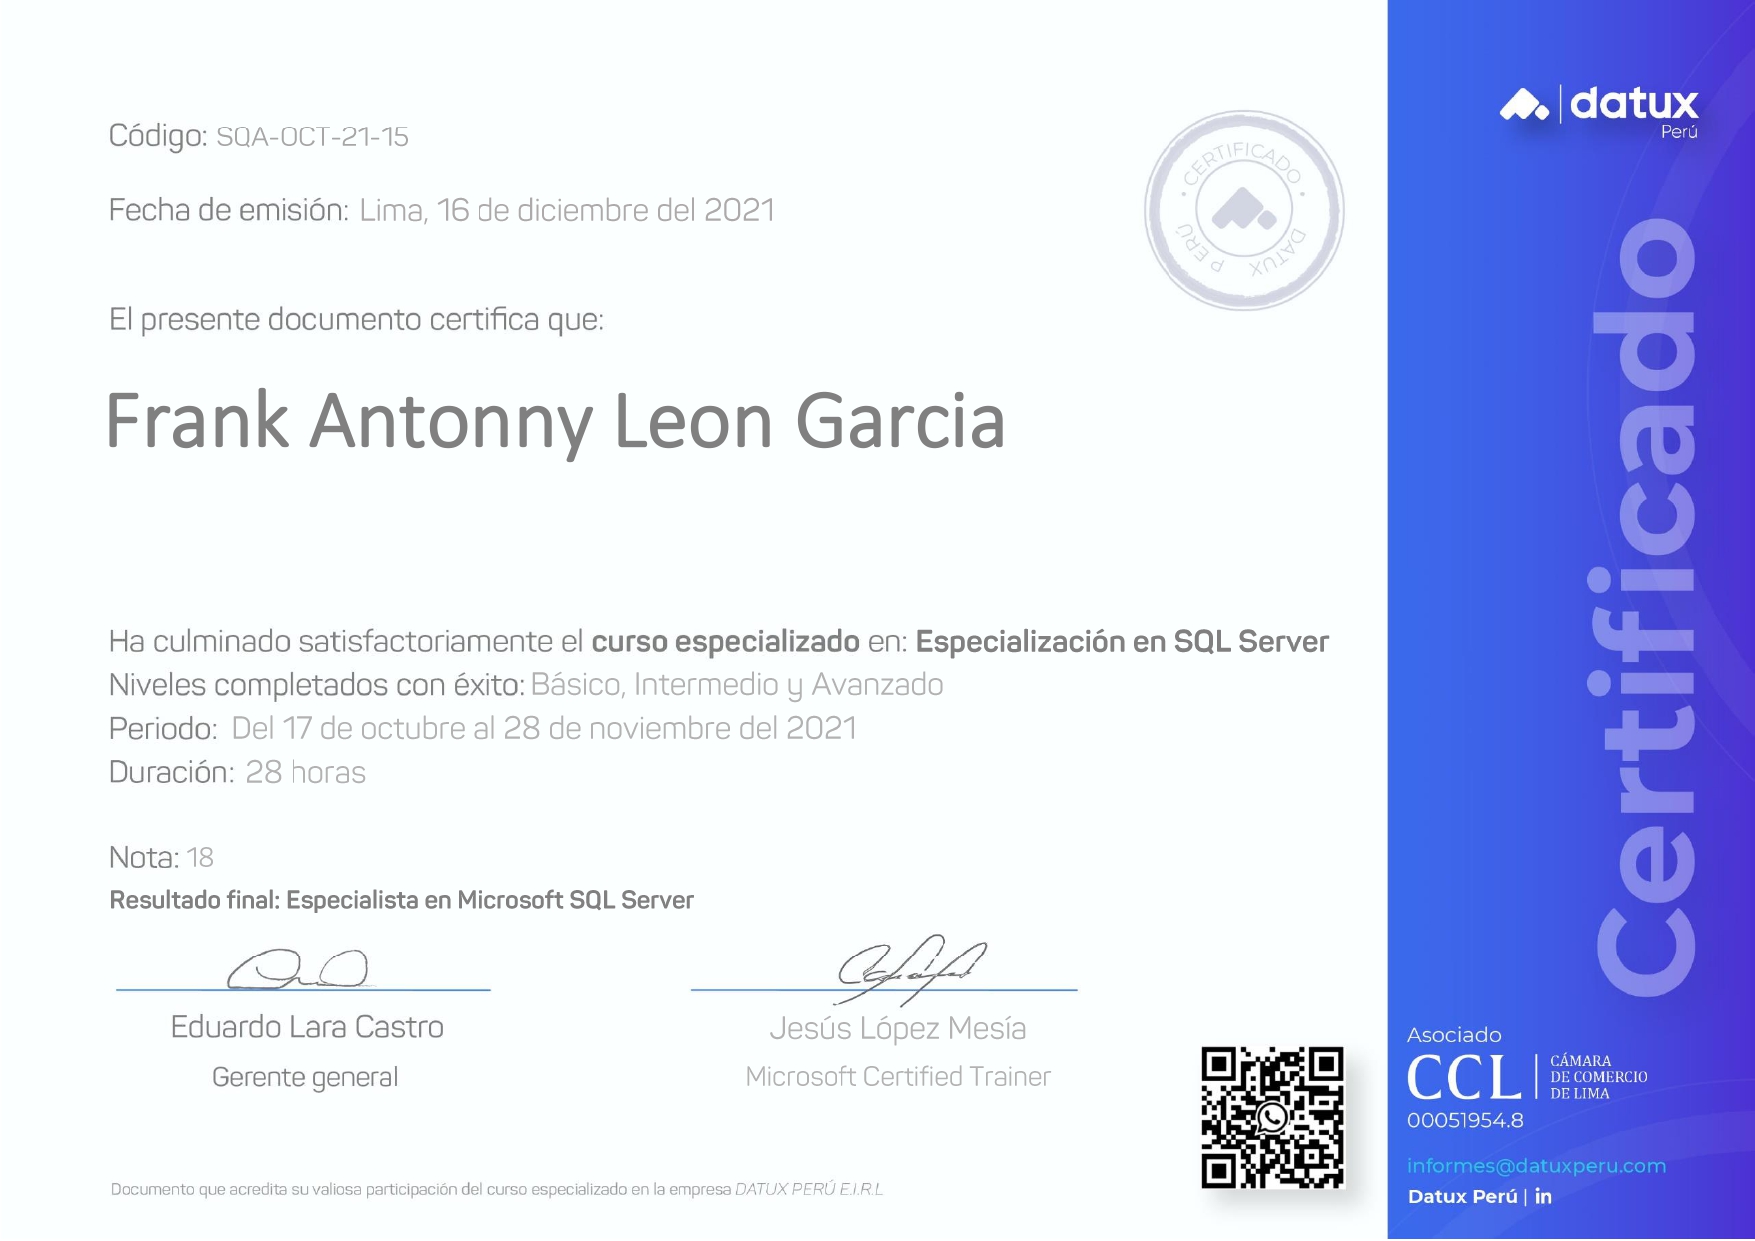 Código: SQA-OCT-21-15
Fecha de emisión: Lima, 16 de diciembre del 2021
El presente documento certifica que:
Frank Antonny Leon Garcia
Ha culminado satisfactoriamente el curso especializado en: Especialización en SQL Server
Niveles completados con éxito: Básico, Intermedio y Avanzado
Periodo: Del 17 de octubre al 28 de noviembre del 2021
Duración: 28 horas
Nota: 18
Resultado final: Especialista en Microsoft SQL Server
Eduardo Lara Castro
Gerente general
Jesús López Mesía
Microsoft Certified Trainer
Documento que acredita su valiosa participación del curso especializado en la empresa DATUX PERÚ E.I.R.L
CERTIFICADO
DATUX PERÚ
datux
Perú
Certificado
Asociado
CCL
CÁMARA
DE COMERCIO
DE LIMA
00051954.8
informes@datuxperu.com
Datux Perú | in